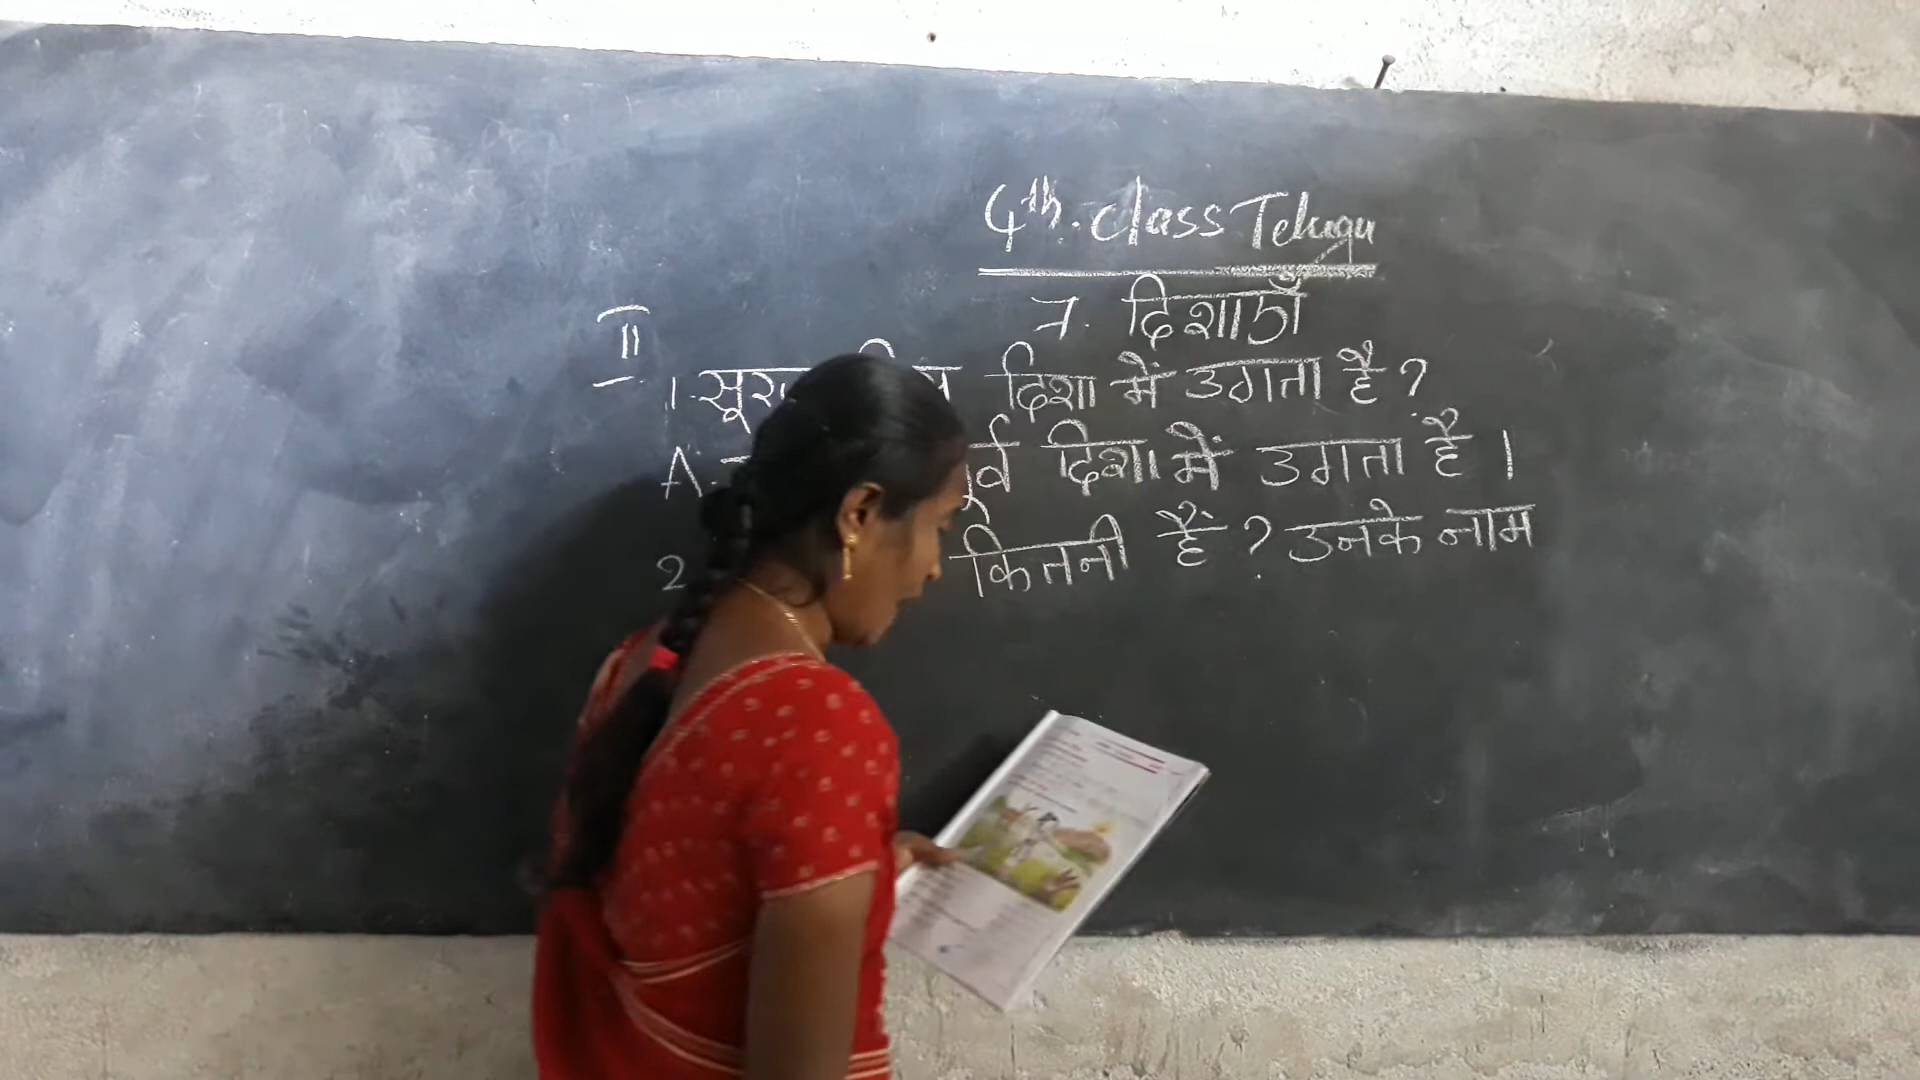 4th. class Telugu
7. दिशाएँ
II
1. दिशा में उगता है ?
A. दिशा में उगता है ।
2 कितनी हैं ? उनके नाम